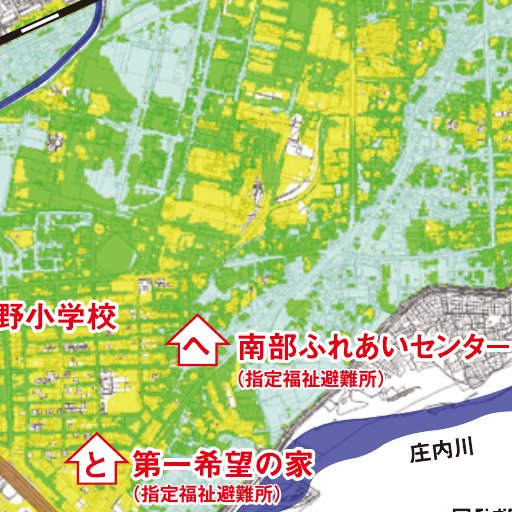 野小学校
へ
南部ふれあいセンター
(指定福祉避難所)
と
第一希望の家
(指定福祉避難所)
庄内川